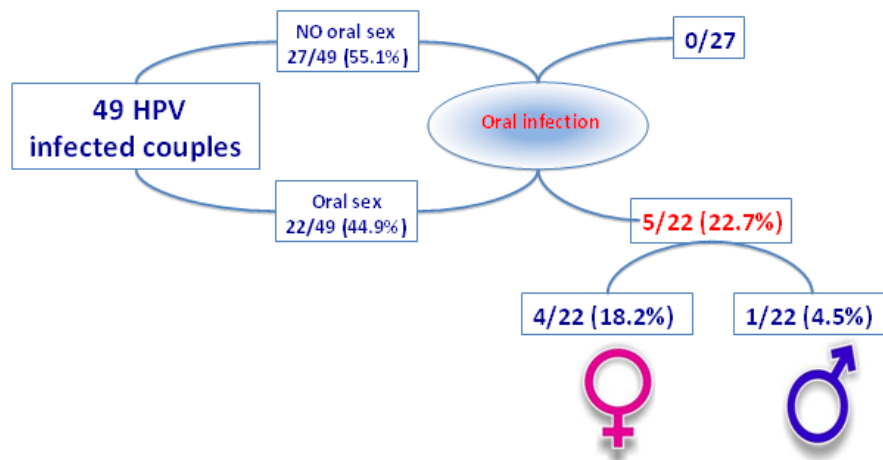 NO oral sex
27/49 (55.1%)
0/27
49 HPV
infected couples
Oral infection
Oral sex
22/49 (44.9%)
5/22 (22.7%)
4/22 (18.2%)
1/22 (4.5%)